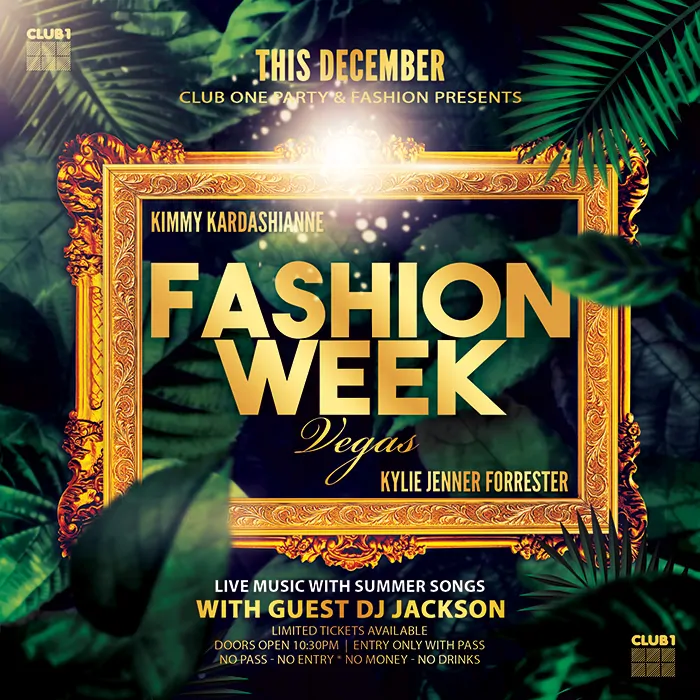 CLUB1
THIS DECEMBER
CLUB ONE PARTY & FASHION PRESENTS
KIMMY KARDASHIANNE
FASHION
WEEK
Vegas
KYLIE JENNER FORRESTER
LIVE MUSIC WITH SUMMER SONGS
WITH GUEST DJ JACKSON
LIMITED TICKETS AVAILABLE
DOORS OPEN 10:30PM | ENTRY ONLY WITH PASS
NO PASS - NO ENTRY * NO MONEY - NO DRINKS
CLUB1